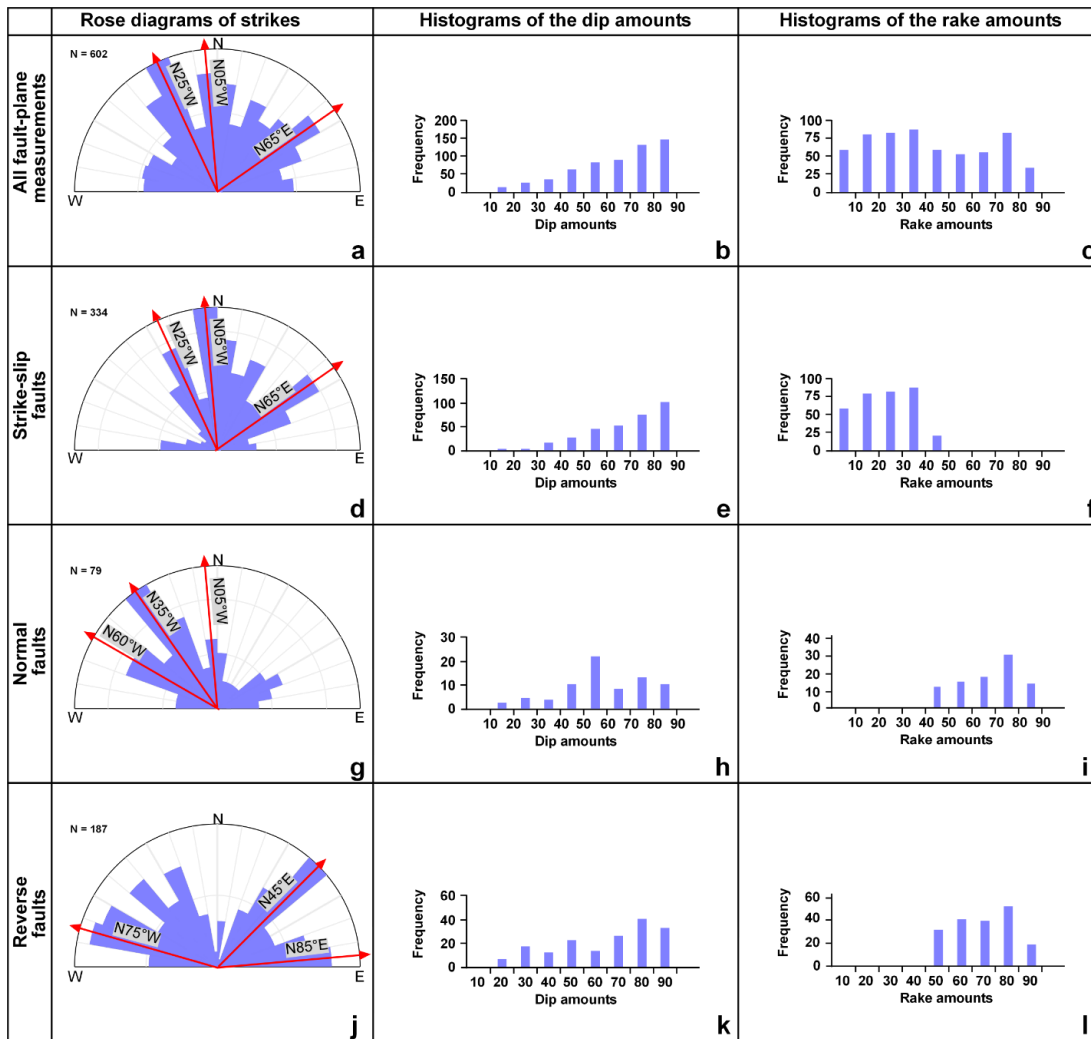 Rose diagrams of strikes
Histograms of the dip amounts
Histograms of the rake amounts
All fault-plane
measurements
N = 602
N
N25°W
N05°W
N65°E
W
E
a
Frequency
200
150
100
50
0
10 20 30 40 50 60 70 80 90
Dip amounts
b
Frequency
100
75
50
25
0
10 20 30 40 50 60 70 80 90
Rake amounts
c
Strike-slip
faults
N = 334
N
N25°W
N05°W
N65°E
W
E
d
Frequency
150
100
50
0
10 20 30 40 50 60 70 80 90
Dip amounts
e
Frequency
100
75
50
25
0
10 20 30 40 50 60 70 80 90
Rake amounts
f
Normal
faults
N = 79
N
N60°W
N35°W
N05°W
W
E
g
Frequency
30
20
10
0
10 20 30 40 50 60 70 80 90
Dip amounts
h
Frequency
40
30
20
10
0
10 20 30 40 50 60 70 80 90
Rake amounts
i
Reverse
faults
N = 187
N
N75°W
N45°E
N85°E
W
E
j
Frequency
60
40
20
0
10 20 30 40 50 60 70 80 90
Dip amounts
k
Frequency
60
40
20
0
10 20 30 40 50 60 70 80 90
Rake amounts
l